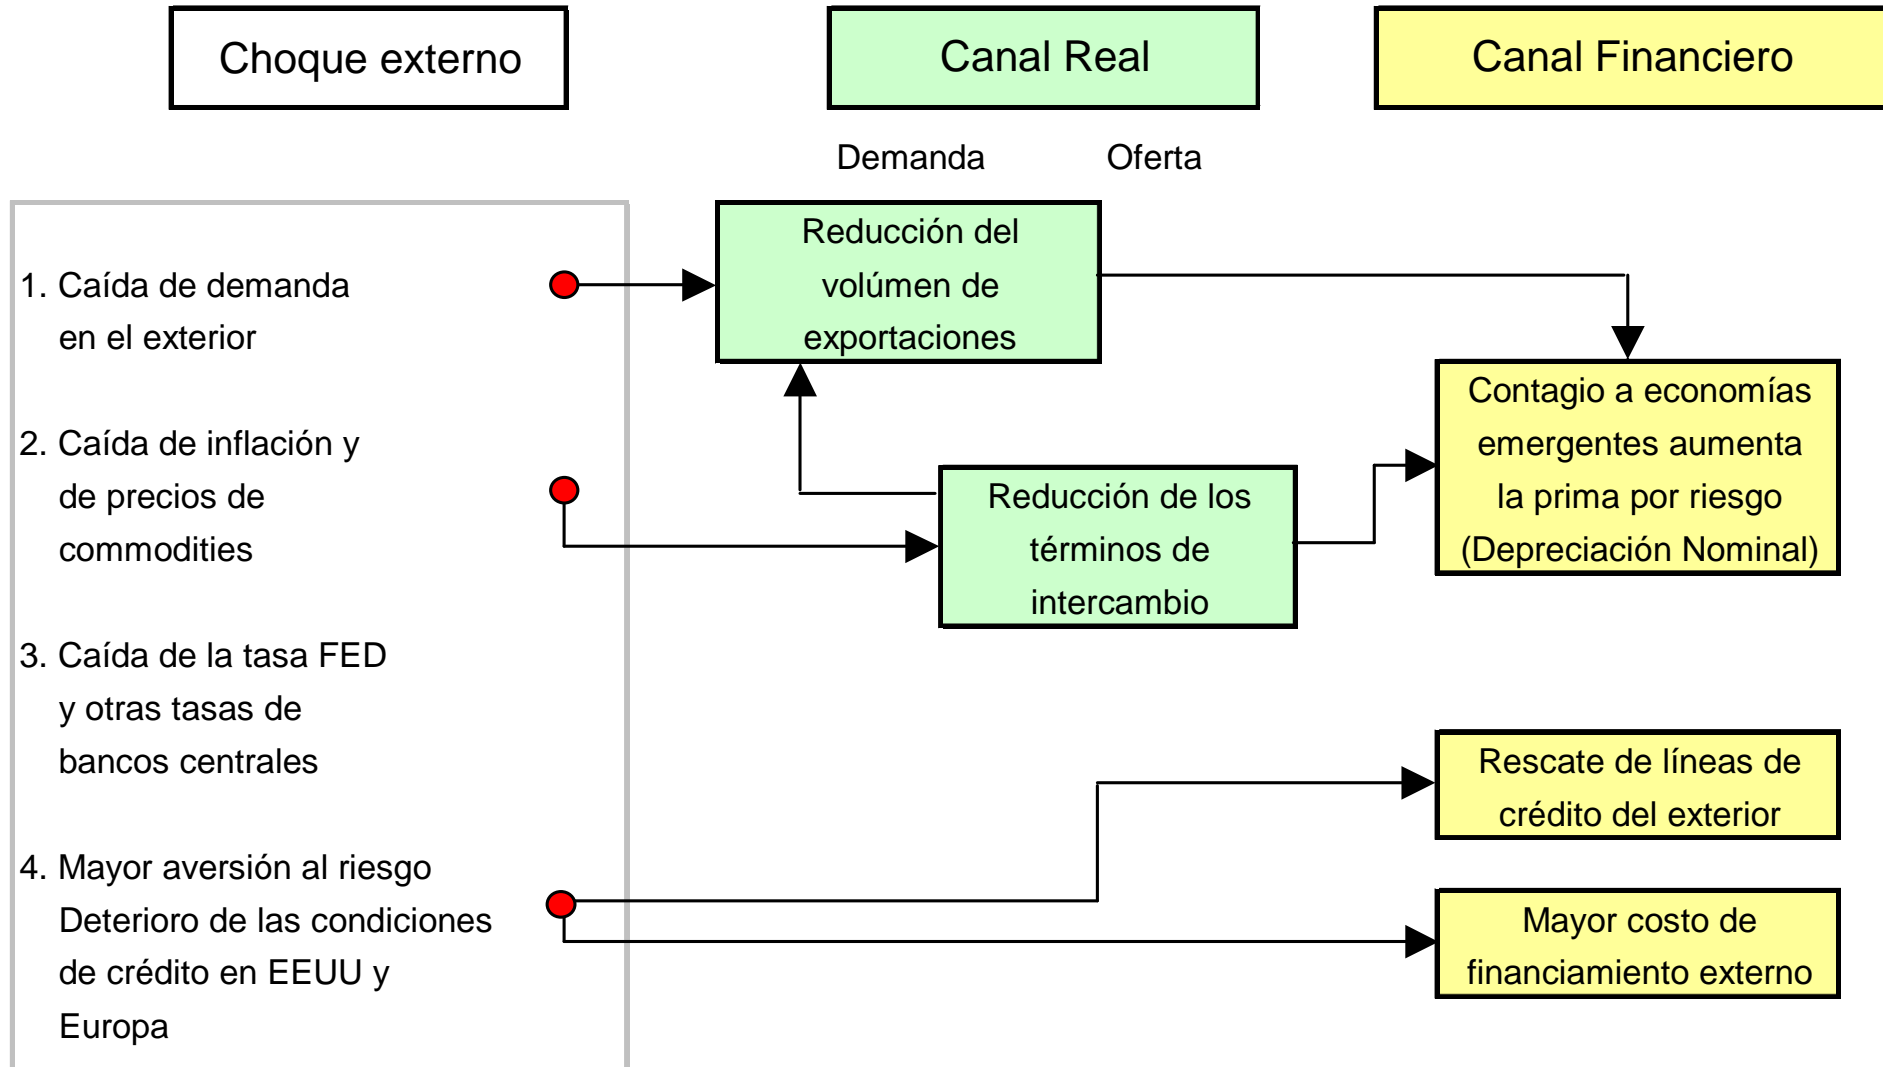 Choque externo
Canal Real
Canal Financiero
Demanda
Oferta
1. Caída de demanda
en el exterior
2. Caída de inflación y
de precios de
commodities
3. Caída de la tasa FED
y otras tasas de
bancos centrales
4. Mayor aversión al riesgo
Deterioro de las condiciones
de crédito en EEUU y
Europa
Reducción del
volúmen de
exportaciones
Reducción de los
términos de
intercambio
Contagio a economías
emergentes aumenta
la prima por riesgo
(Depreciación Nominal)
Rescate de líneas de
crédito del exterior
Mayor costo de
financiamiento externo